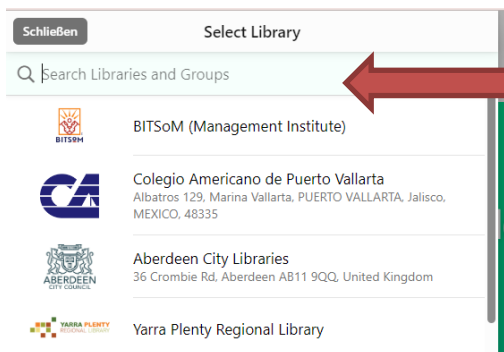 Schließen
Select Library
Search Libraries and Groups
BITSoM
BITSoM (Management Institute)
Colegio Americano de Puerto Vallarta
Albatros 129, Marina Vallarta, PUERTO VALLARTA, Jalisco,
MEXICO, 48335
CA
Aberdeen City Libraries
36 Crombie Rd, Aberdeen AB11 9QQ, United Kingdom
ABERDEEN
CITY COUNCIL
YARRA PLENTY
REGIONAL LIBRARY
Yarra Plenty Regional Library